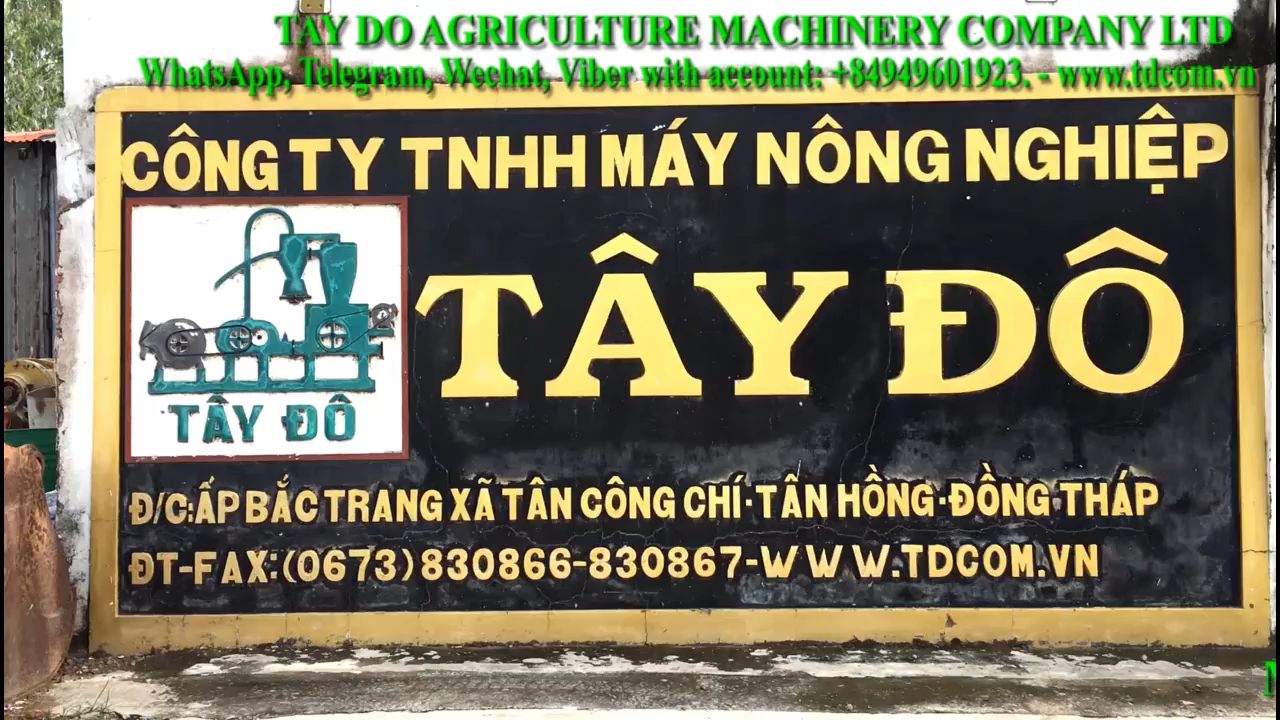 TAY DO AGRICULTURE MACHINERY COMPANY LTD
WhatsApp, Telegram, Wechat, Viber with account: +84949601923. - www.tdcom.vn
CÔNG TY TNHH MÁY NÔNG NGHIỆP
TÂY ĐÔ
TÂY ĐÔ
Đ/C:ẤP BẮC TRANG XÃ TÂN CÔNG CHÍ-TÂN HỒNG-ĐỒNG THÁP
ĐT-FAX:(0673)830866-830867-WWW.TDCOM.VN